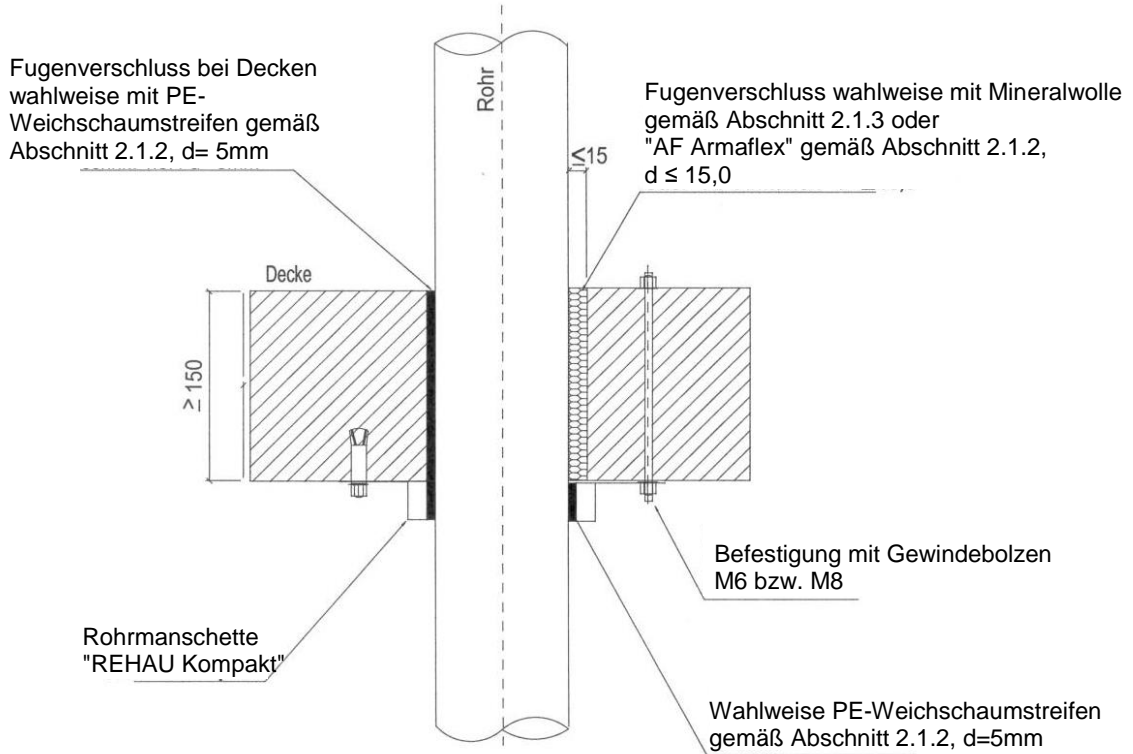 Fugenverschluss bei Decken
wahlweise mit PE-
Weichschaumstreifen gemäß
Abschnitt 2.1.2, d= 5mm
Rohr
Fugenverschluss wahlweise mit Mineralwolle
gemäß Abschnitt 2.1.3 oder
"AF Armaflex" gemäß Abschnitt 2.1.2,
d ≤ 15,0
≤15
Decke
≥150
Befestigung mit Gewindebolzen
M6 bzw. M8
Rohrmanschette
"REHAU Kompakt"
Wahlweise PE-Weichschaumstreifen
gemäß Abschnitt 2.1.2, d=5mm